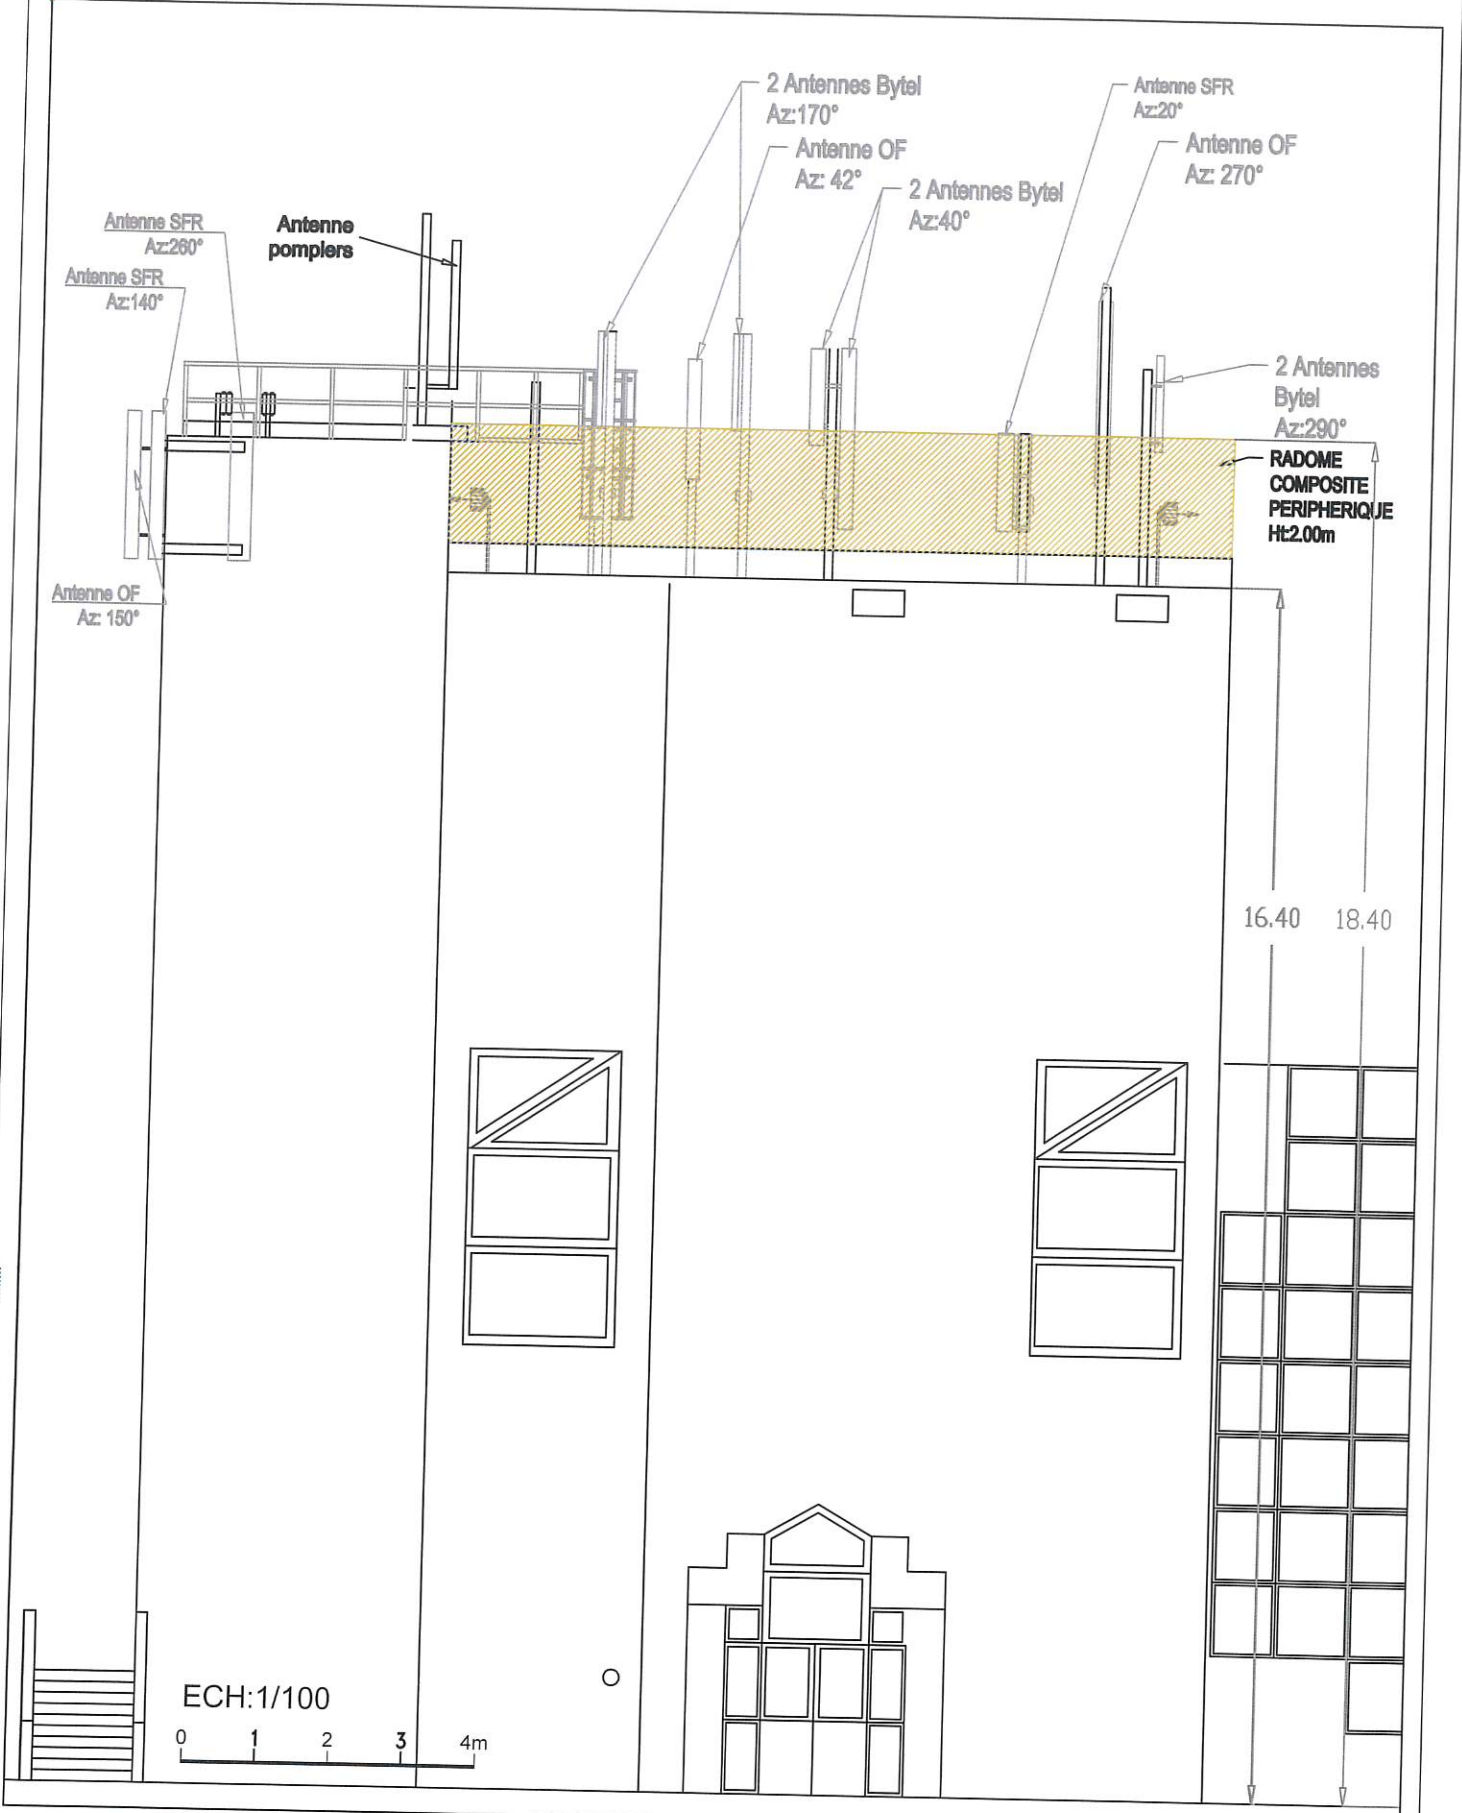 2 Antennes Bytel
Az:170°
Antenne SFR
Az:20°
Antenne OF
Az: 42°
Antenne OF
Az: 270°
2 Antennes Bytel
Az:40°
Antenne SFR
Az:260°
Antenne
pompiers
Antenne SFR
Az:140°
2 Antennes
Bytel
Az:290°
RADOME
COMPOSITE
PERIPHERIQUE
Ht:2.00m
Antenne OF
Az: 150°
16.40
18.40
ECH:1/100
0 1 2 3 4m